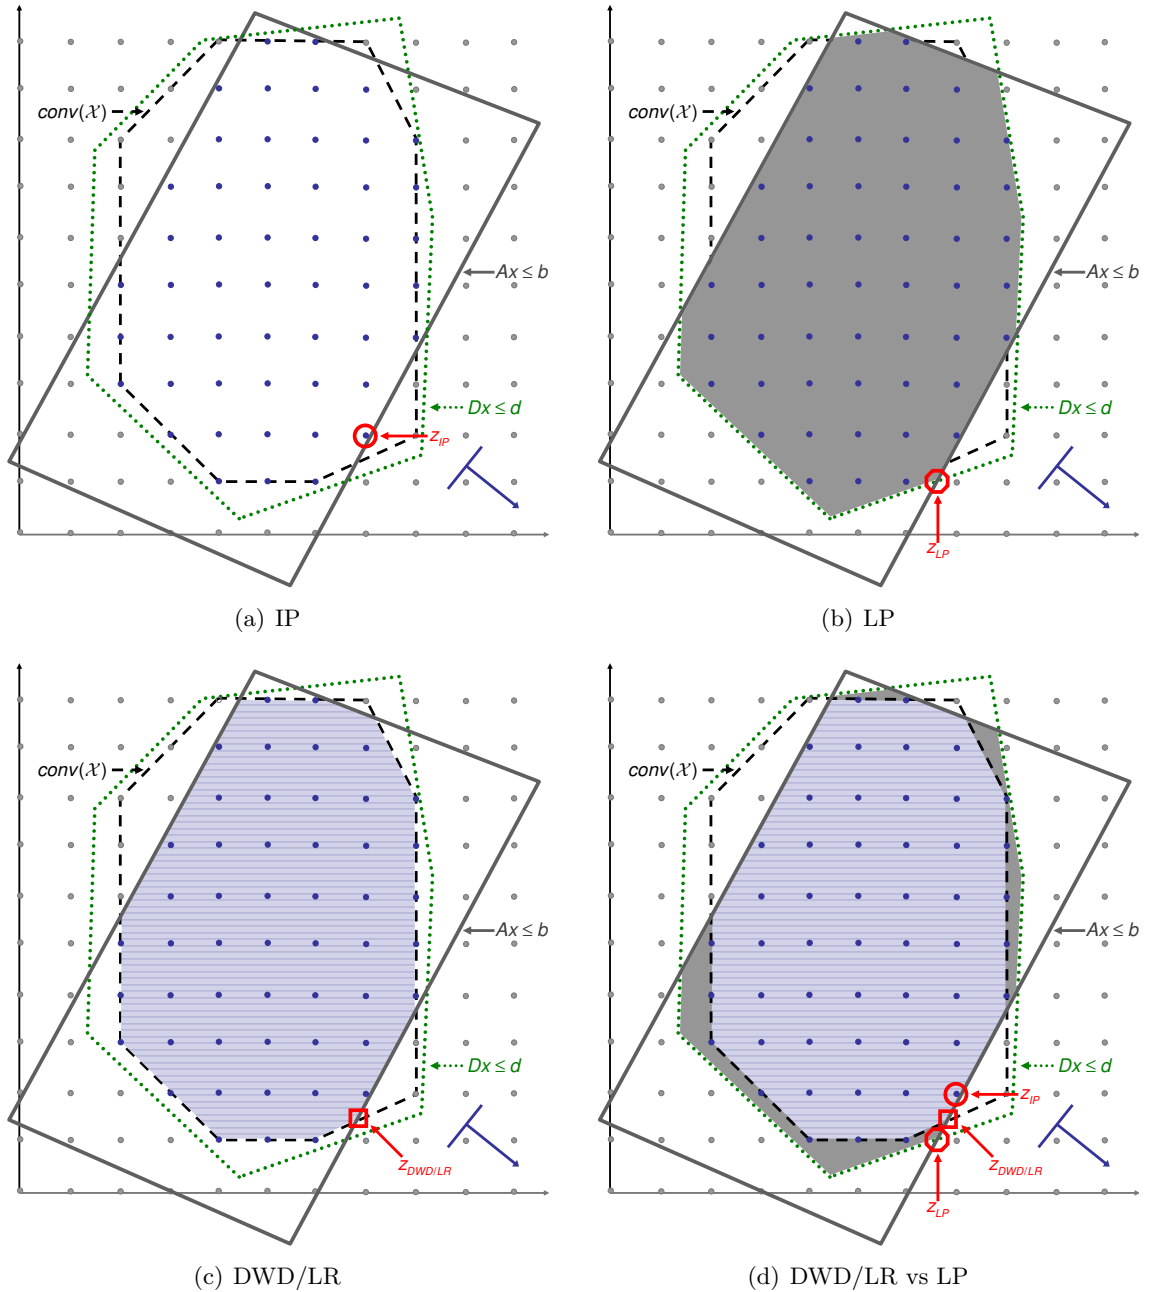 conv(𝒳)
Ax ≤ b
Dx ≤ d
z_IP
(a) IP
conv(𝒳)
Ax ≤ b
Dx ≤ d
z_LP
(b) LP
conv(𝒳)
Ax ≤ b
Dx ≤ d
z_DWD/LR
(c) DWD/LR
conv(𝒳)
Ax ≤ b
Dx ≤ d
z_IP
z_DWD/LR
z_LP
(d) DWD/LR vs LP